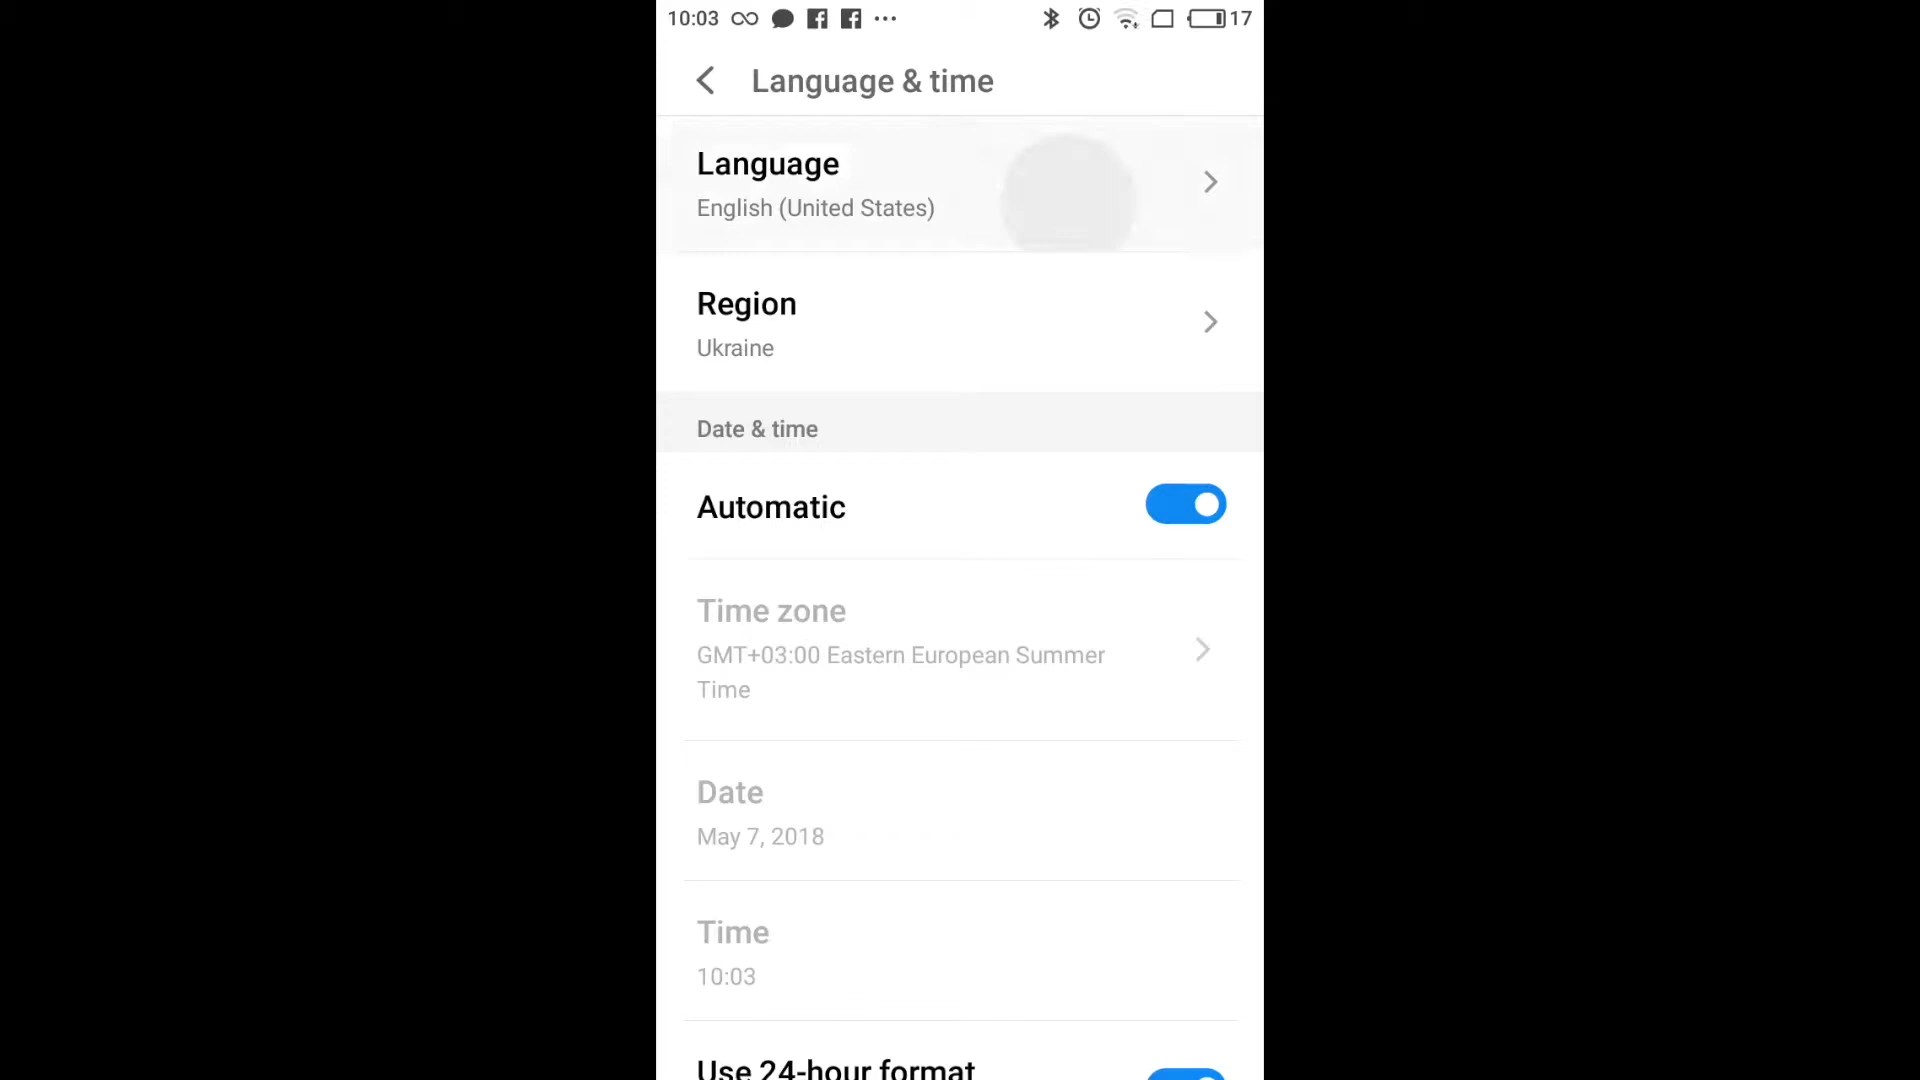 10:03 17
Language & time
Language
English (United States)
Region
Ukraine
Date & time
Automatic
Time zone
GMT+03:00 Eastern European Summer
Time
Date
May 7, 2018
Time
10:03
Use 24-hour format